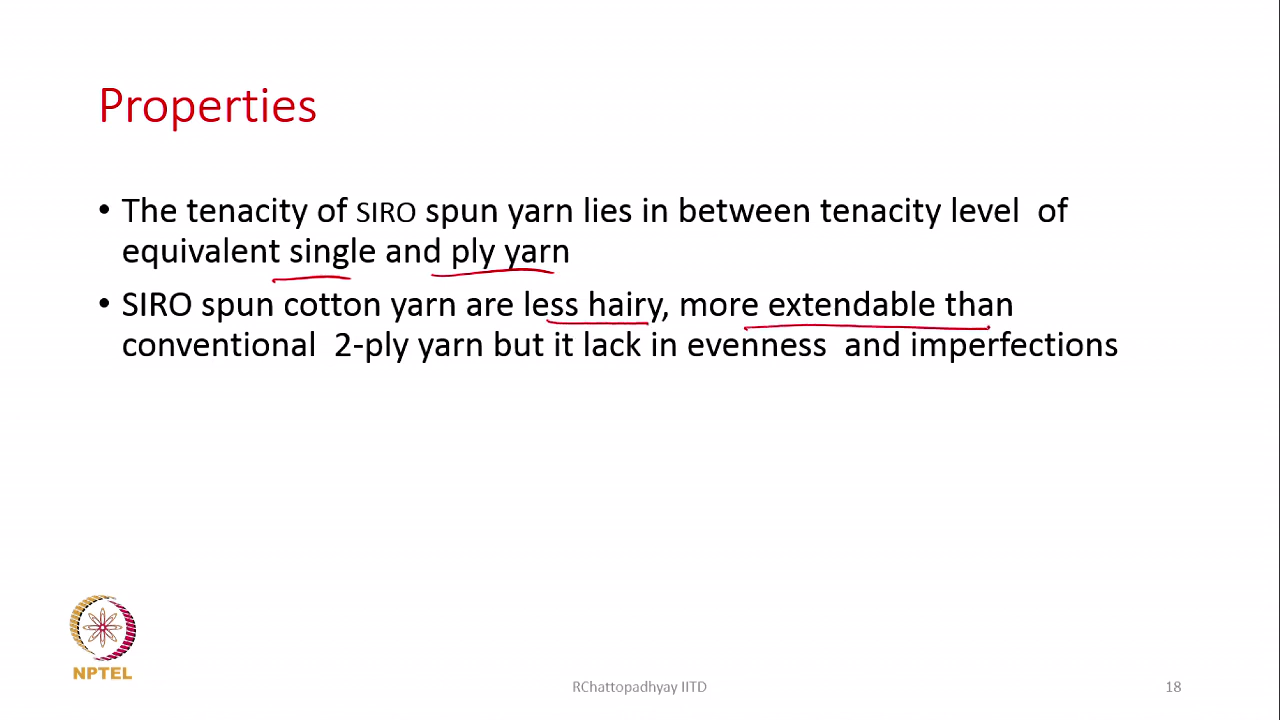 Properties
• The tenacity of SIRO spun yarn lies in between tenacity level of
equivalent single and ply yarn
• SIRO spun cotton yarn are less hairy, more extendable than
conventional 2-ply yarn but it lack in evenness and imperfections
NPTEL
RChattopadhyay IITD
18